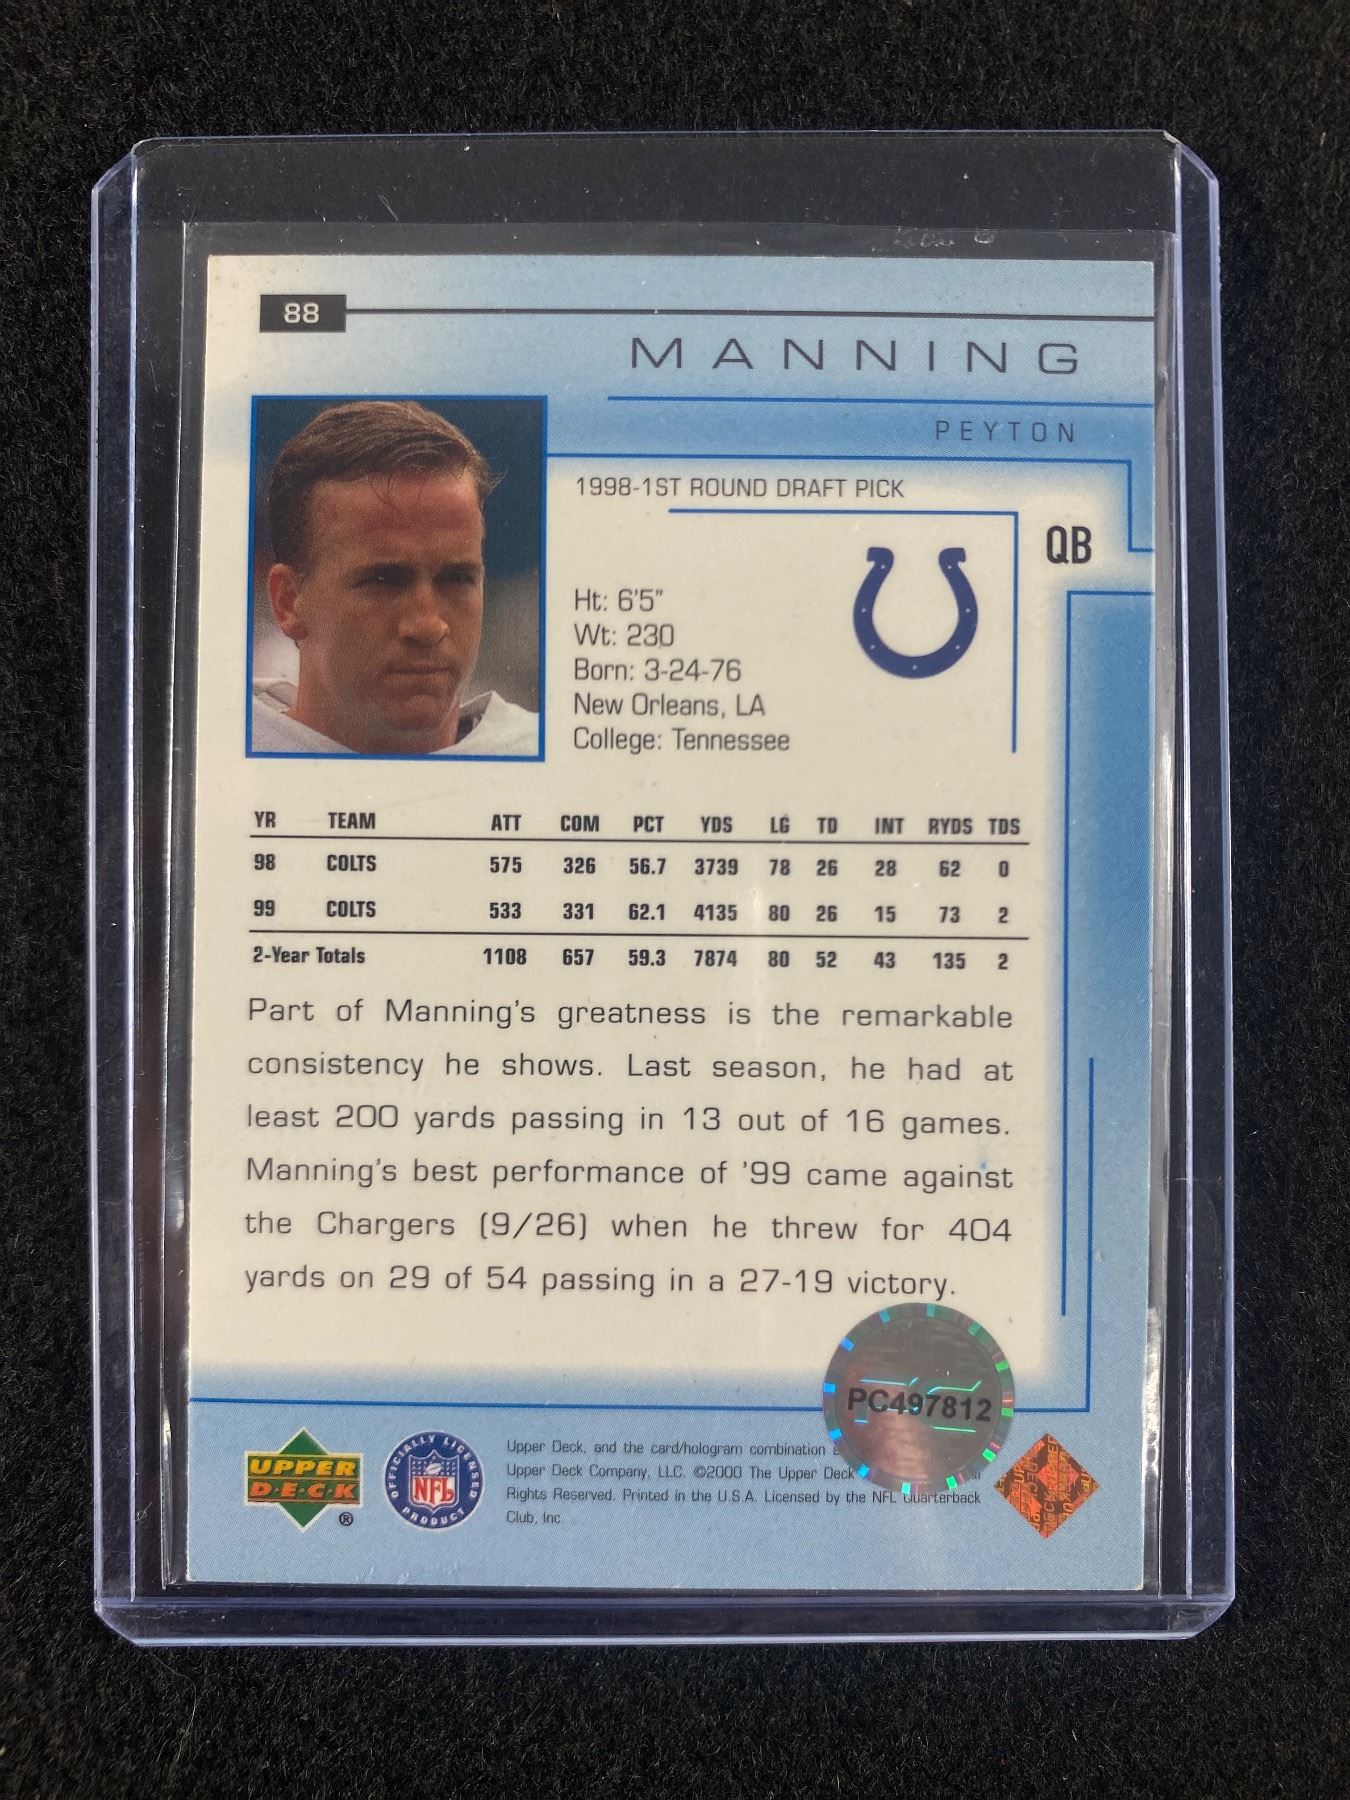 88
MANNING
PEYTON
1998-1ST ROUND DRAFT PICK
QB
Ht: 6'5"
Wt: 230
Born: 3-24-76
New Orleans, LA
College: Tennessee
YR TEAM ATT COM PCT YDS LG TD INT RYDS TDS
98 COLTS 575 326 56.7 3739 78 26 28 62 0
99 COLTS 533 331 62.1 4135 80 26 15 73 2
2-Year Totals 1108 657 59.3 7874 80 52 43 135 2
Part of Manning's greatness is the remarkable
consistency he shows. Last season, he had at
least 200 yards passing in 13 out of 16 games.
Manning's best performance of '99 came against
the Chargers (9/26) when he threw for 404
yards on 29 of 54 passing in a 27-19 victory.
PC497812
UPPER
D·E·C·K
®
OFFICIALLY LICENSED
NFL
PRODUCT
Upper Deck, and the card/hologram combination
Upper Deck Company, LLC. ©2000 The Upper Deck
Rights Reserved. Printed in the U.S.A. Licensed by the NFL Quarterback
Club, Inc.